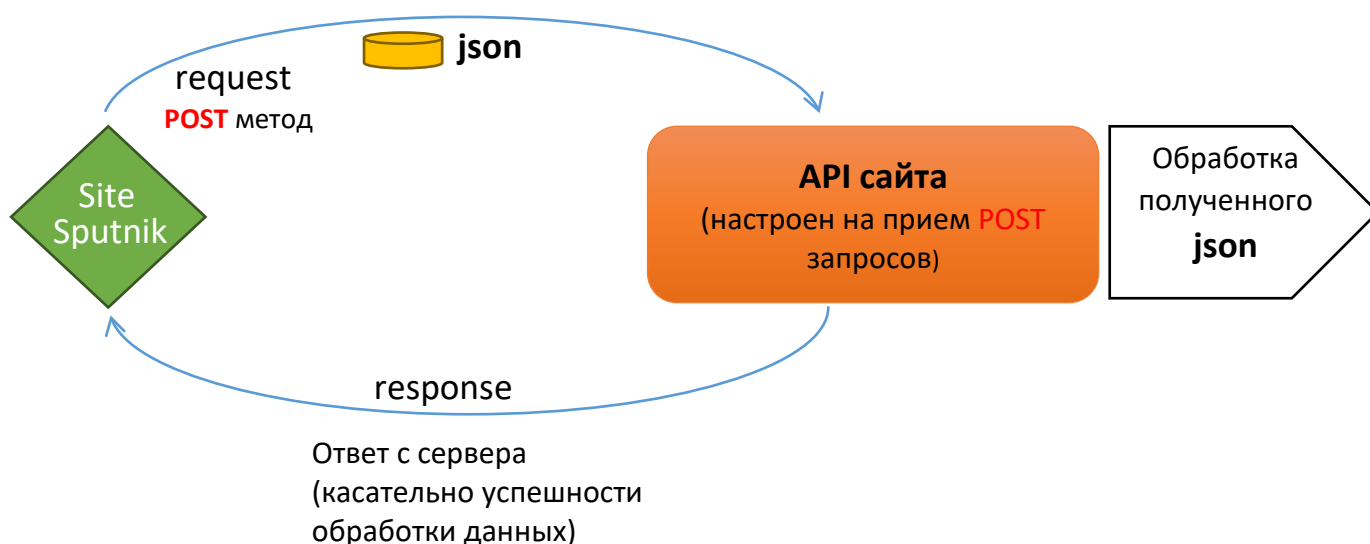 json
request
POST метод
Site
Sputnik
API сайта
(настроен на прием POST
запросов)
Обработка
полученного
json
response
Ответ с сервера
(касательно успешности
обработки данных)